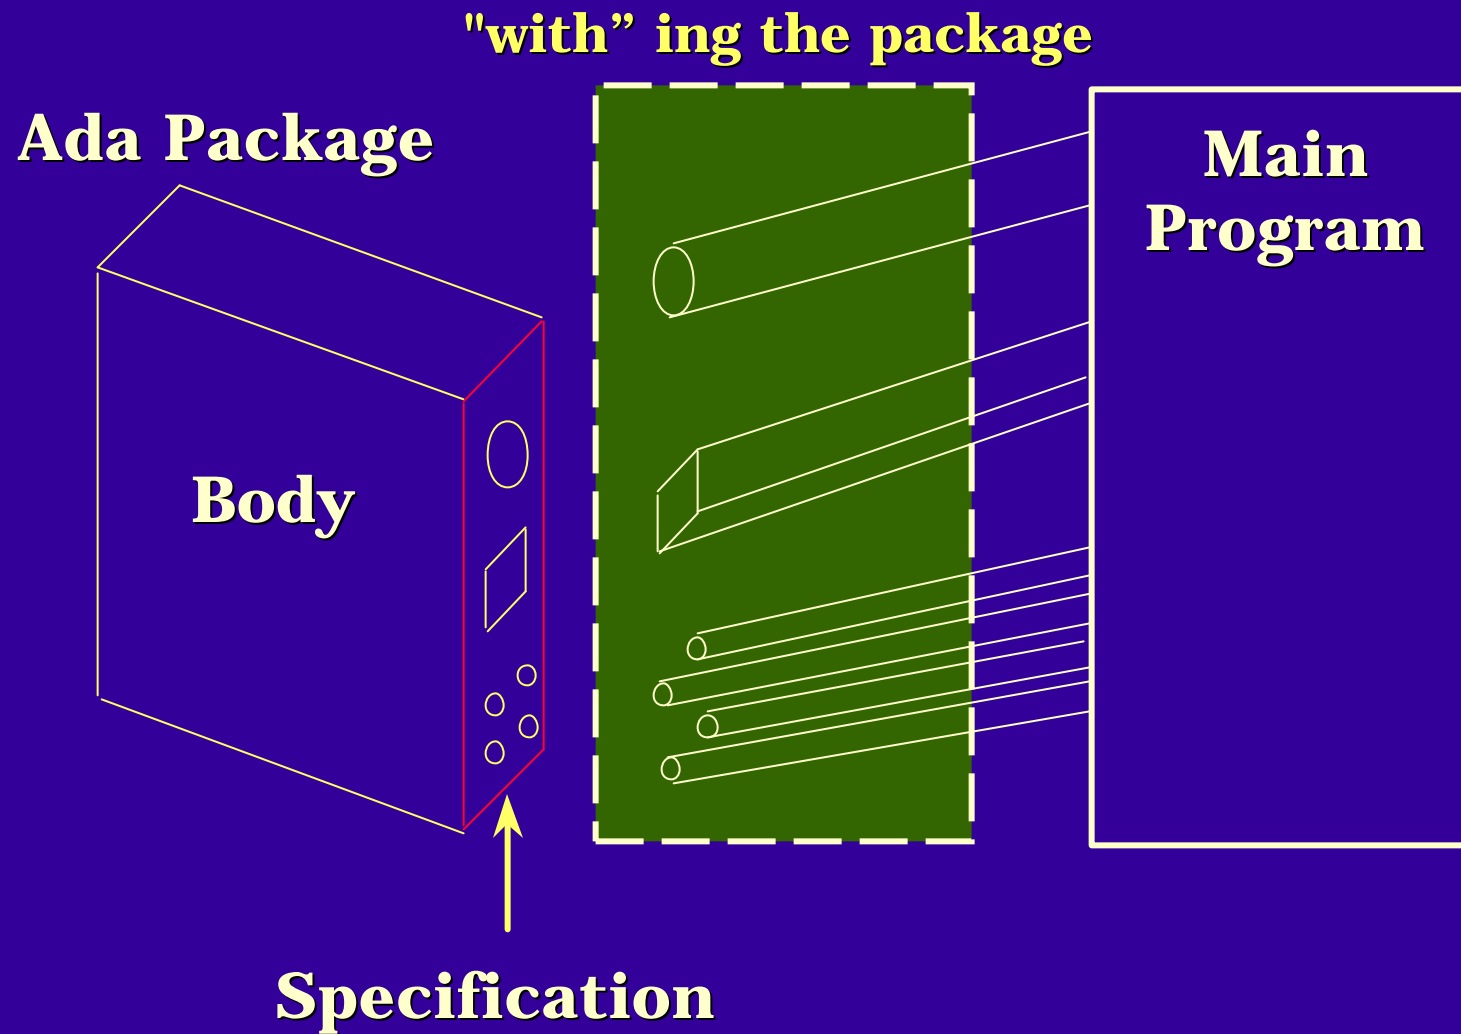 "with” ing the package
Ada Package
Main
Program
Body
Specification